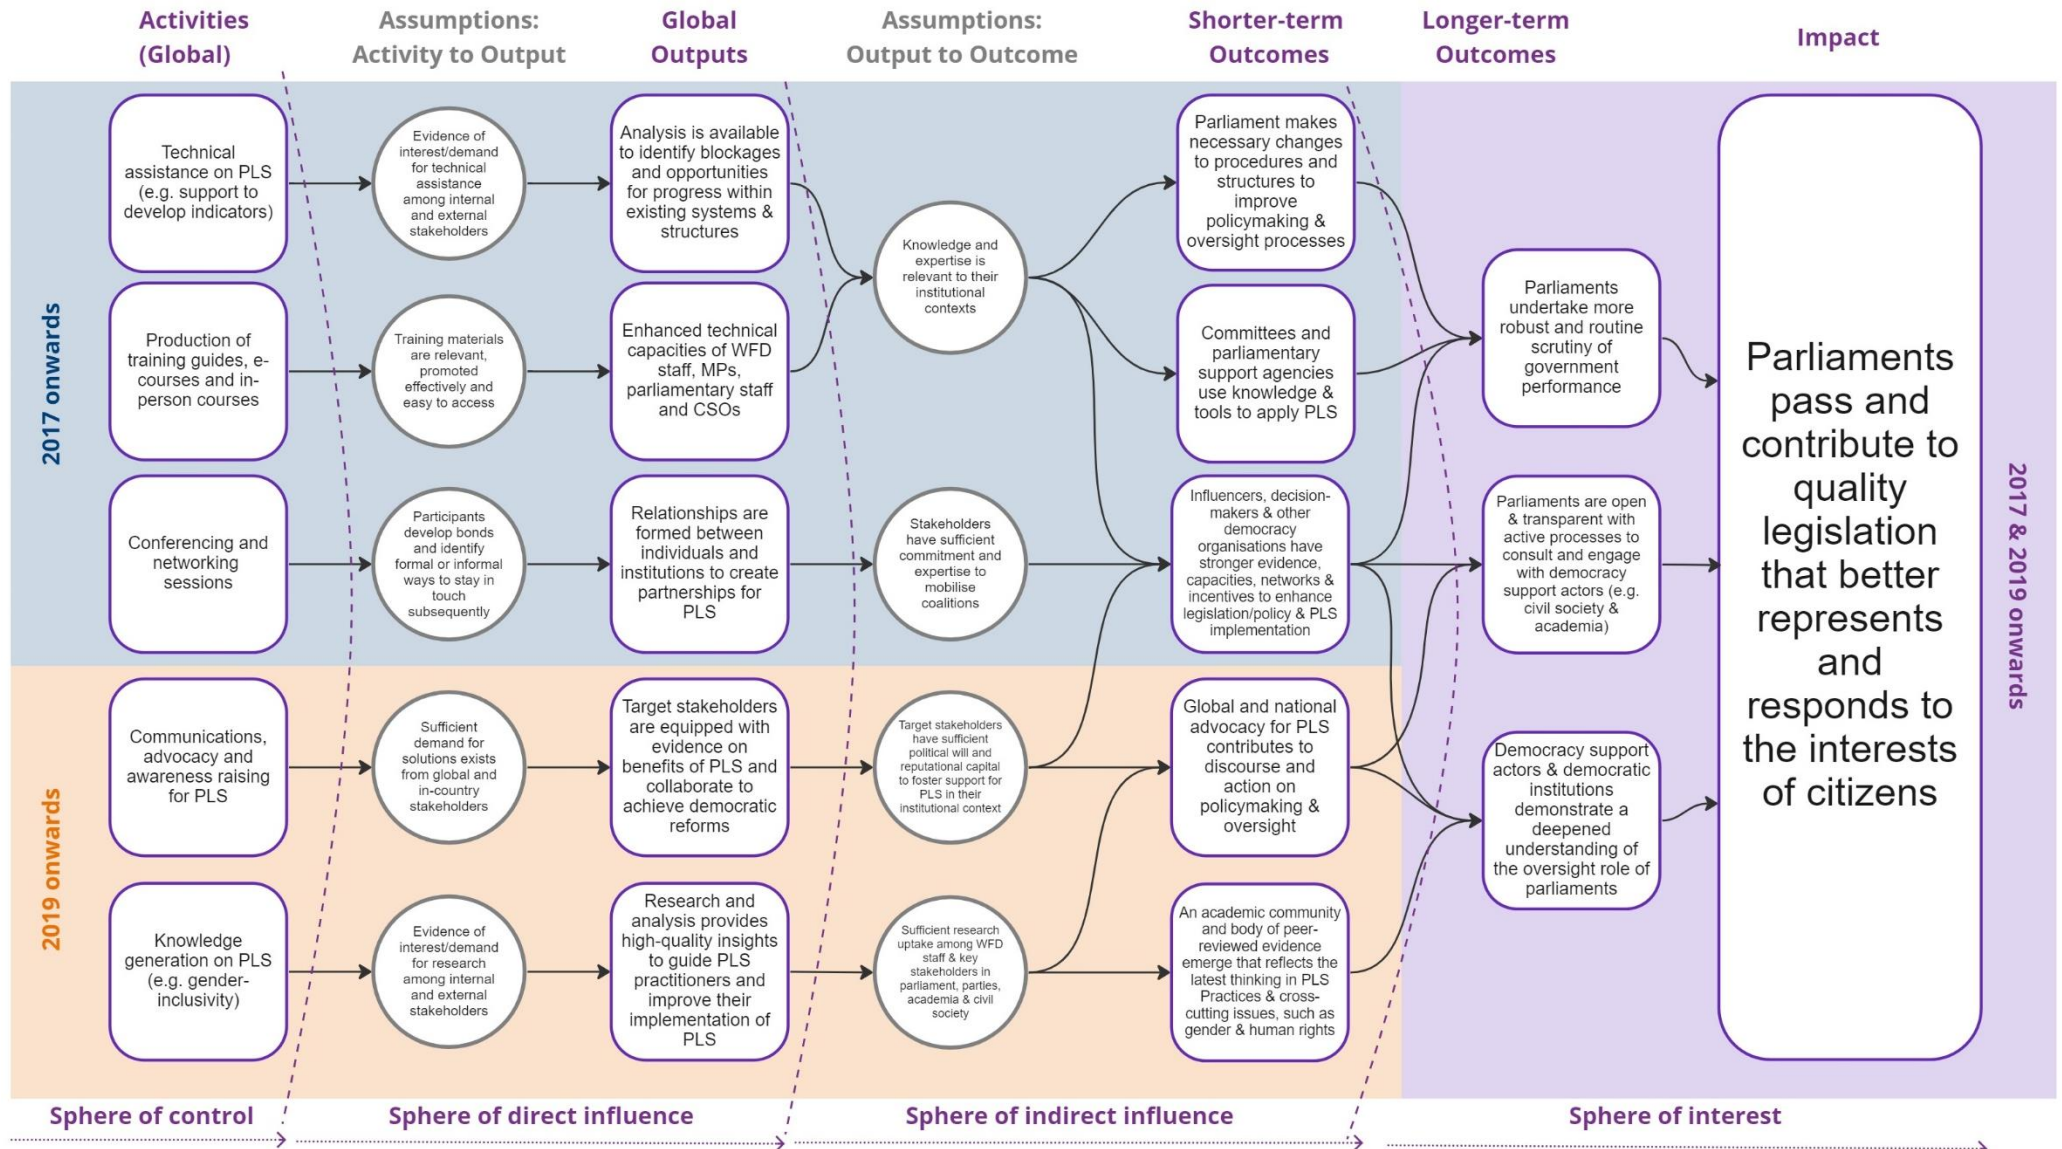 Activities
(Global)
Assumptions:
Activity to Output
Global
Outputs
Assumptions:
Output to Outcome
Shorter-term
Outcomes
Longer-term
Outcomes
Impact
2017 onwards
Technical
assistance on PLS
(e.g. support to
develop indicators)
Evidence of
interest/demand
for technical
assistance
among internal
and external
stakeholders
Analysis is available
to identify blockages
and opportunities
for progress within
existing systems &
structures
Knowledge and
expertise is
relevant to their
institutional
contexts
Parliament makes
necessary changes
to procedures and
structures to
improve
policymaking &
oversight processes
Production of
training guides, e-
courses and in-
person courses
Training materials
are relevant,
promoted
effectively and
easy to access
Enhanced technical
capacities of WFD
staff, MPs,
parliamentary staff
and CSOs
Committees and
parliamentary
support agencies
use knowledge &
tools to apply PLS
Parliaments
undertake more
robust and routine
scrutiny of
government
performance
Conferencing and
networking
sessions
Participants
develop bonds
and identify
formal or informal
ways to stay in
touch
subsequently
Relationships are
formed between
individuals and
institutions to create
partnerships for
PLS
Stakeholders
have sufficient
commitment and
expertise to
mobilise
coalitions
Influencers, decision-
makers & other
democracy
organisations have
stronger evidence,
capacities, networks &
incentives to enhance
legislation/policy & PLS
implementation
Parliaments are open
& transparent with
active processes to
consult and engage
with democracy
support actors (e.g.
civil society &
academia)
2019 onwards
Communications,
advocacy and
awareness raising
for PLS
Sufficient
demand for
solutions exists
from global and
in-country
stakeholders
Target stakeholders
are equipped with
evidence on
benefits of PLS and
collaborate to
achieve democratic
reforms
Target stakeholders
have sufficient
political will and
reputational capital
to foster support for
PLS in their
institutional context
Global and national
advocacy for PLS
contributes to
discourse and
action on
policymaking &
oversight
Democracy support
actors & democratic
institutions
demonstrate a
deepened
understanding of
the oversight role of
parliaments
Knowledge
generation on PLS
(e.g. gender-
inclusivity)
Evidence of
interest/demand
for research
among internal
and external
stakeholders
Research and
analysis provides
high-quality insights
to guide PLS
practitioners and
improve their
implementation of
PLS
Sufficient research
uptake among WFD
staff & key
stakeholders in
parliament, parties,
academia & civil
society
An academic community
and body of peer-
reviewed evidence
emerge that reflects the
latest thinking in PLS
Practices & cross-
cutting issues, such as
gender & human rights
Parliaments
pass and
contribute to
quality
legislation
that better
represents
and
responds to
the interests
of citizens
2017 & 2019 onwards
Sphere of control
Sphere of direct influence
Sphere of indirect influence
Sphere of interest